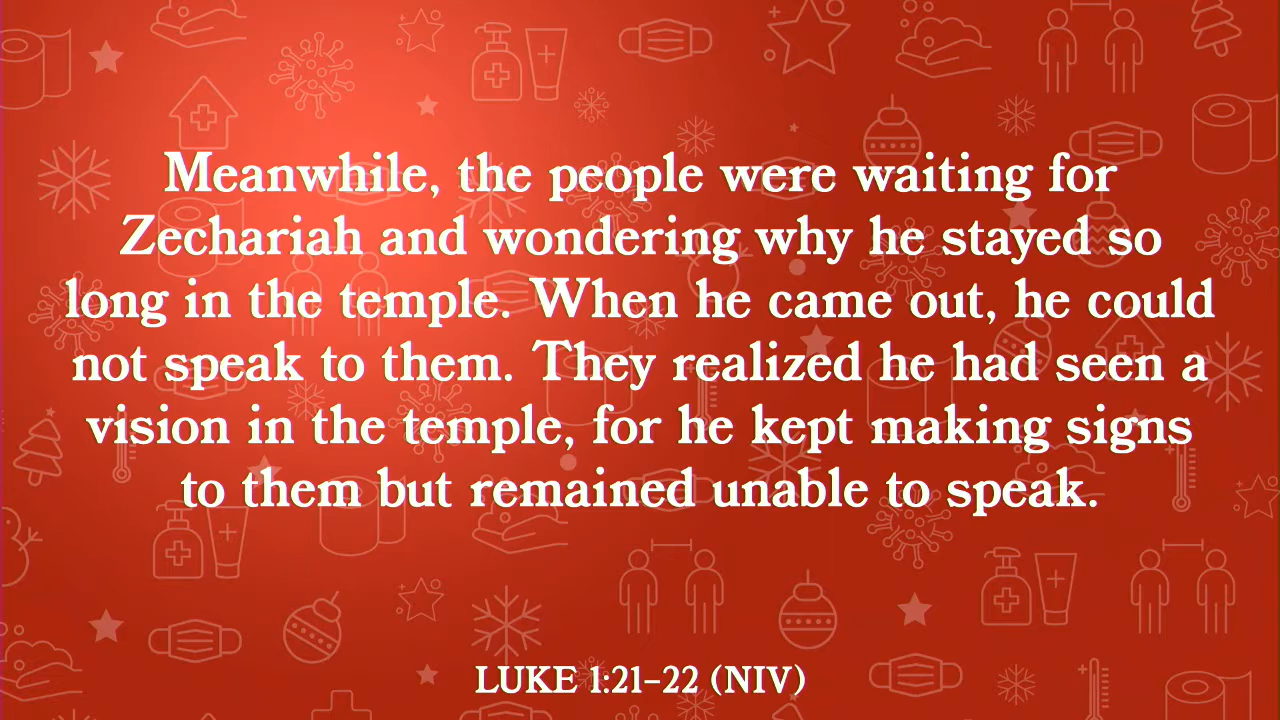 Meanwhile, the people were waiting for
Zechariah and wondering why he stayed so
long in the temple. When he came out, he could
not speak to them. They realized he had seen a
vision in the temple, for he kept making signs
to them but remained unable to speak.
LUKE 1:21–22 (NIV)